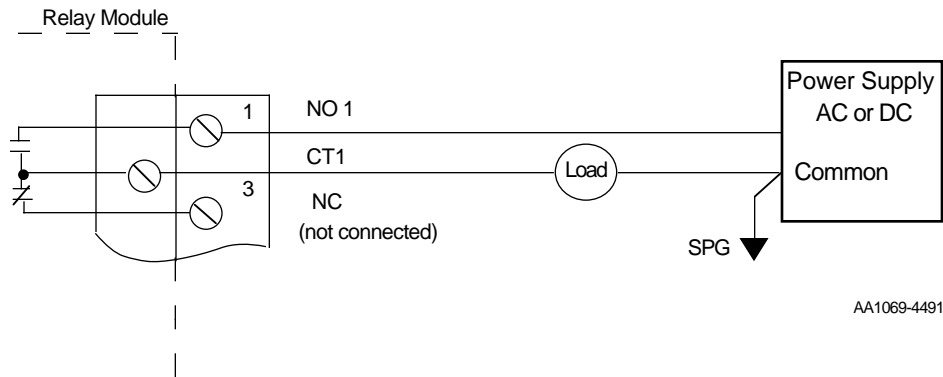 Relay Module
Power Supply
AC or DC
1
NO 1
CT1
Load
Common
3
NC
(not connected)
SPG
AA1069-4491